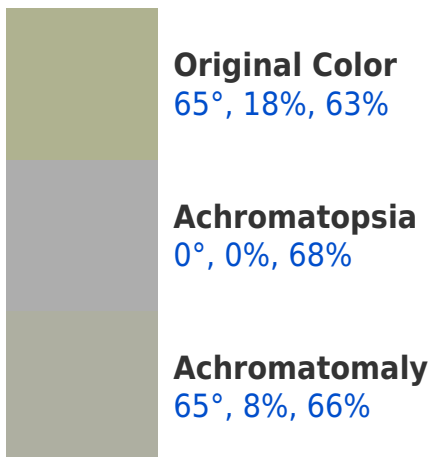 Original Color
65°, 18%, 63%
Achromatopsia
0°, 0%, 68%
Achromatomaly
65°, 8%, 66%